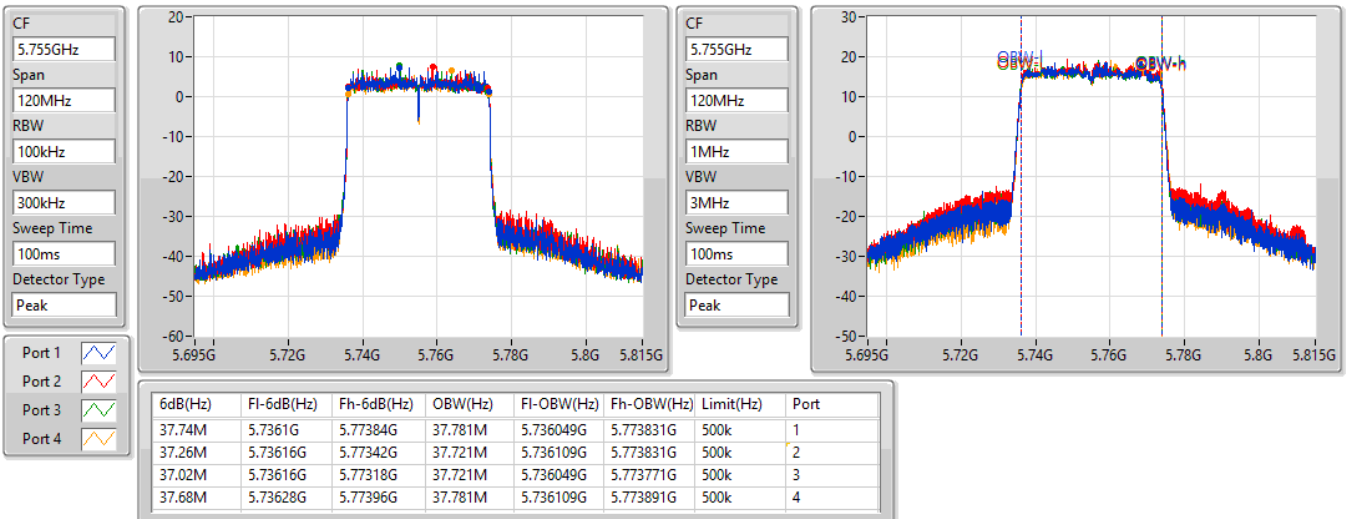 CF
5.755GHz
Span
120MHz
RBW
100kHz
VBW
300kHz
Sweep Time
100ms
Detector Type
Peak
20
10
0
-10
-20
-30
-40
-50
-60
5.695G 5.72G 5.74G 5.76G 5.78G 5.8G 5.815G
CF
5.755GHz
Span
120MHz
RBW
1MHz
VBW
3MHz
Sweep Time
100ms
Detector Type
Peak
30
20
10
0
-10
-20
-30
-40
-50
OBW-l OBW-h
5.695G 5.72G 5.74G 5.76G 5.78G 5.8G 5.815G
Port 1
Port 2
Port 3
Port 4
6dB(Hz) Fl-6dB(Hz) Fh-6dB(Hz) OBW(Hz) Fl-OBW(Hz) Fh-OBW(Hz) Limit(Hz) Port
37.74M 5.7361G 5.77384G 37.781M 5.736049G 5.773831G 500k 1
37.26M 5.73616G 5.77342G 37.721M 5.736109G 5.773831G 500k 2
37.02M 5.73616G 5.77318G 37.721M 5.736049G 5.773771G 500k 3
37.68M 5.73628G 5.77396G 37.781M 5.736109G 5.773891G 500k 4